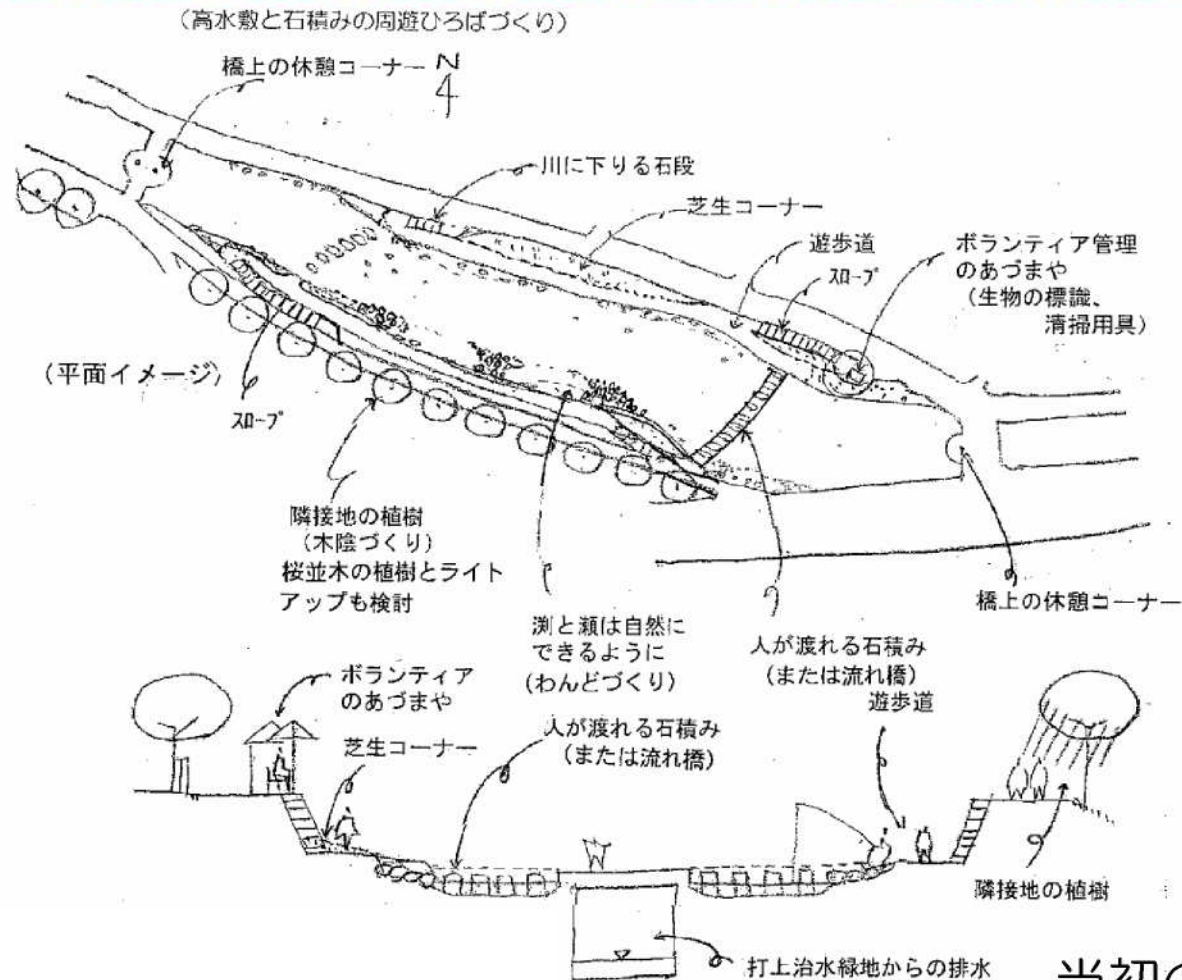 (高水敷と石積みの周遊ひろばづくり)
橋上の休憩コーナー
N
川に下りる石段
芝生コーナー
遊歩道
スロープ
ボランティア管理
のあづまや
(生物の標識、
清掃用具)
(平面イメージ)
スロープ
隣接地の植樹
(木陰づくり)
桜並木の植樹とライト
アップも検討
渕と瀬は自然に
できるように
(わんどづくり)
人が渡れる石積み
(または流れ橋)
橋上の休憩コーナー
ボランティア
のあづまや
芝生コーナー
人が渡れる石積み
(または流れ橋)
遊歩道
隣接地の植樹
打上治水緑地からの排水
当初の